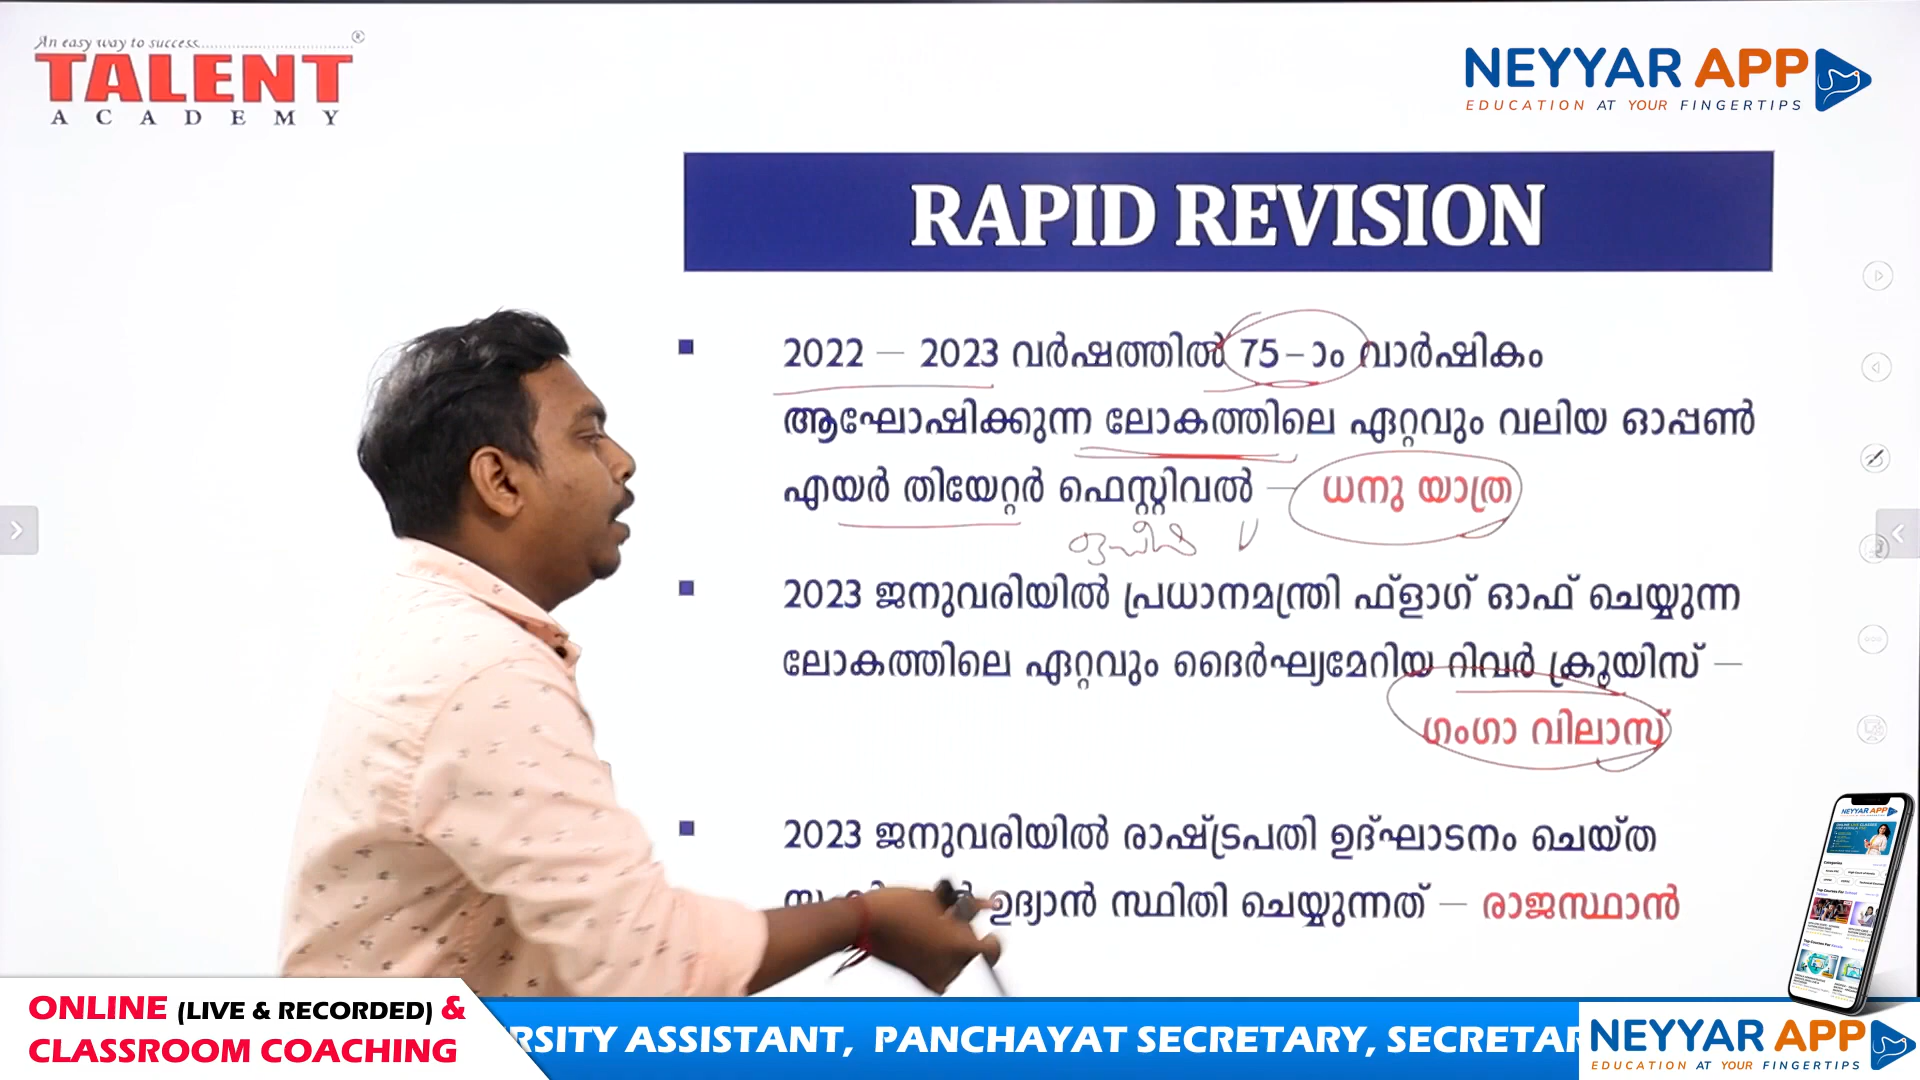 An easy way to success
TALENT
ACADEMY
NEYYAR APP
EDUCATION AT YOUR FINGERTIPS
RAPID REVISION
2022 – 2023 വർഷത്തിൽ 75-ാം വാർഷികം
ആഘോഷിക്കുന്ന ലോകത്തിലെ ഏറ്റവും വലിയ ഓപ്പൺ
എയർ തിയേറ്റർ ഫെസ്റ്റിവൽ – ധനു യാത്ര
2023 ജനുവരിയിൽ പ്രധാനമന്ത്രി ഫ്ളാഗ് ഓഫ് ചെയ്യുന്ന
ലോകത്തിലെ ഏറ്റവും ദൈർഘ്യമേറിയ റിവർ ക്രൂയിസ് –
ഗംഗാ വിലാസ്
2023 ജനുവരിയിൽ രാഷ്ട്രപതി ഉദ്ഘാടനം ചെയ്ത
ഉദ്യാൻ സ്ഥിതി ചെയ്യുന്നത് – രാജസ്ഥാൻ
ONLINE (LIVE & RECORDED) &
CLASSROOM COACHING
RSITY ASSISTANT, PANCHAYAT SECRETARY, SECRETAR
NEYYAR APP
EDUCATION AT YOUR FINGERTIPS